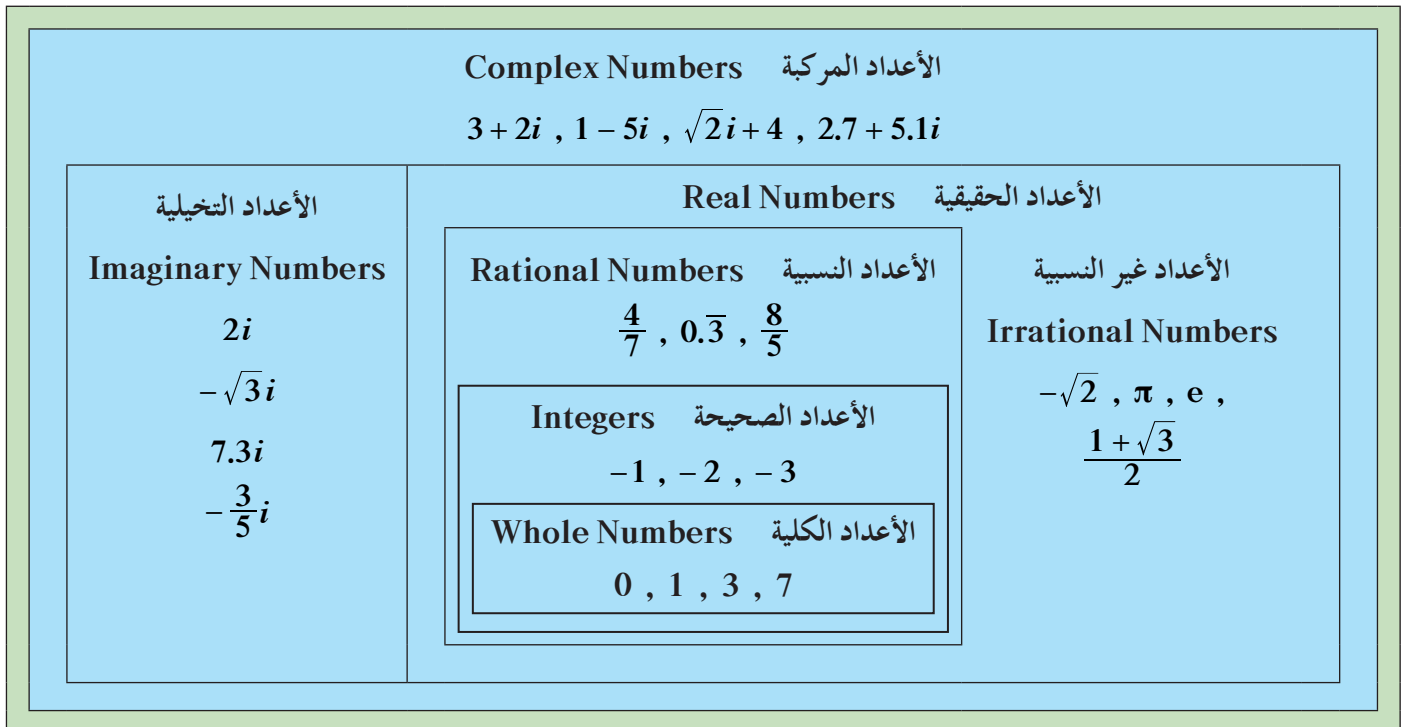 الأعداد المركبة Complex Numbers
3 + 2i , 1 − 5i , √2 i + 4 , 2.7 + 5.1i
الأعداد الحقيقية Real Numbers
الأعداد غير النسبية
Irrational Numbers
−√2 , π , e ,
(1 + √3)/2
الأعداد النسبية Rational Numbers
4/7 , 0.3̅ , 8/5
الأعداد الصحيحة Integers
−1 , −2 , −3
الأعداد الكلية Whole Numbers
0 , 1 , 3 , 7
الأعداد التخيلية
Imaginary Numbers
2i
−√3 i
7.3i
−3/5 i